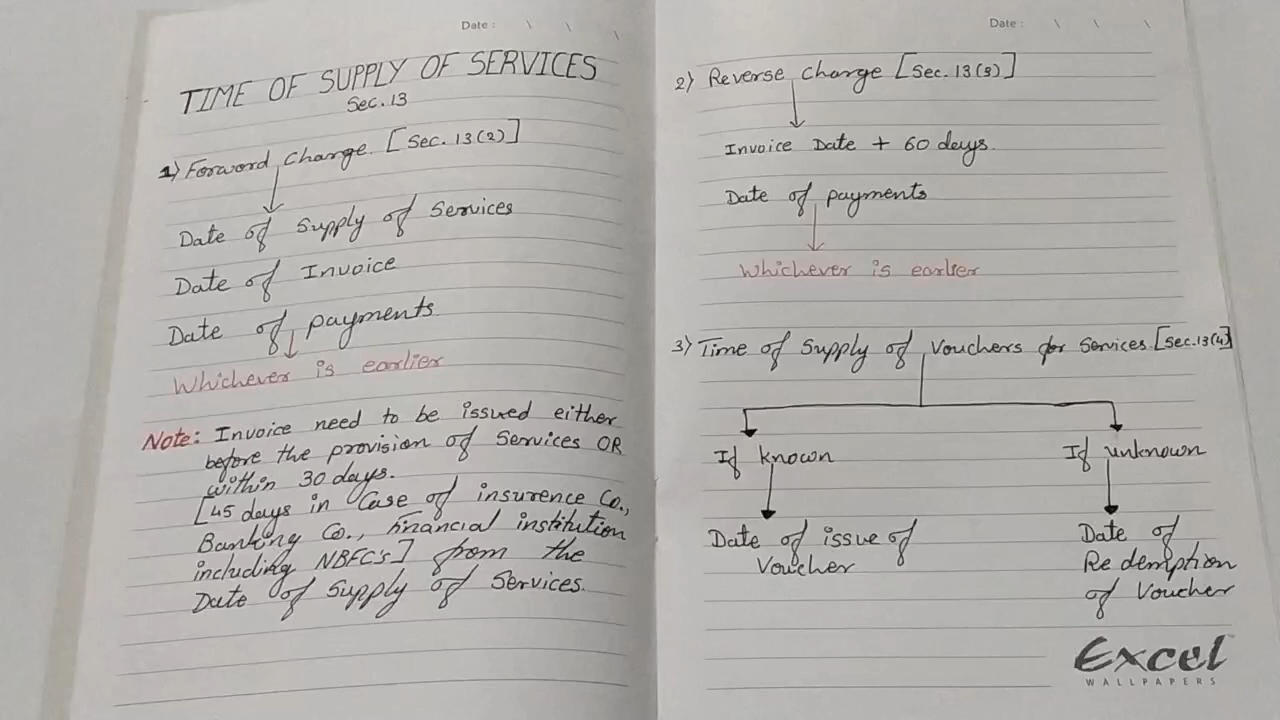 Date : \ \ \
TIME OF SUPPLY OF SERVICES
Sec. 13
1) Forword Charge. [Sec. 13(2)]
Date of Supply of Services
Date of Invoice
Date of payments
Whichever is earlier
Note: Invoice need to be issued either
before the provision of Services OR
within 30 days.
[45 days in Case of insurence Co.,
Banking Co., Financial institution
including NBFC's] from the
Date of Supply of Services.
Date : \ \ \
2) Reverse Charge [Sec. 13(3)]
Invoice Date + 60 days.
Date of payments
Whichever is earlier
3) Time of Supply of Vouchers for Services [Sec.13(4)]
If known
If unknown
Date of issue of
Voucher
Date of
Redemption
of Voucher
Excel
WALLPAPERS